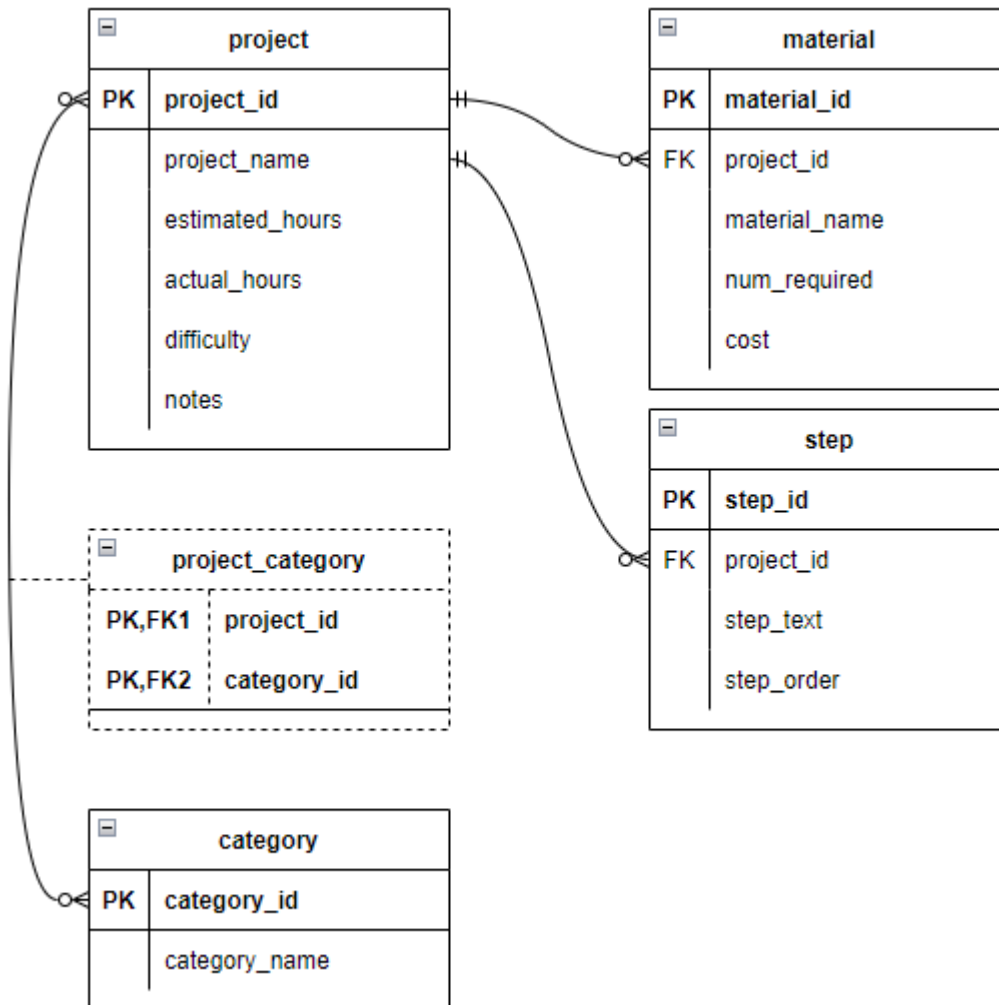 project
PK project_id
project_name
estimated_hours
actual_hours
difficulty
notes
material
PK material_id
FK project_id
material_name
num_required
cost
step
PK step_id
FK project_id
step_text
step_order
project_category
PK,FK1 project_id
PK,FK2 category_id
category
PK category_id
category_name